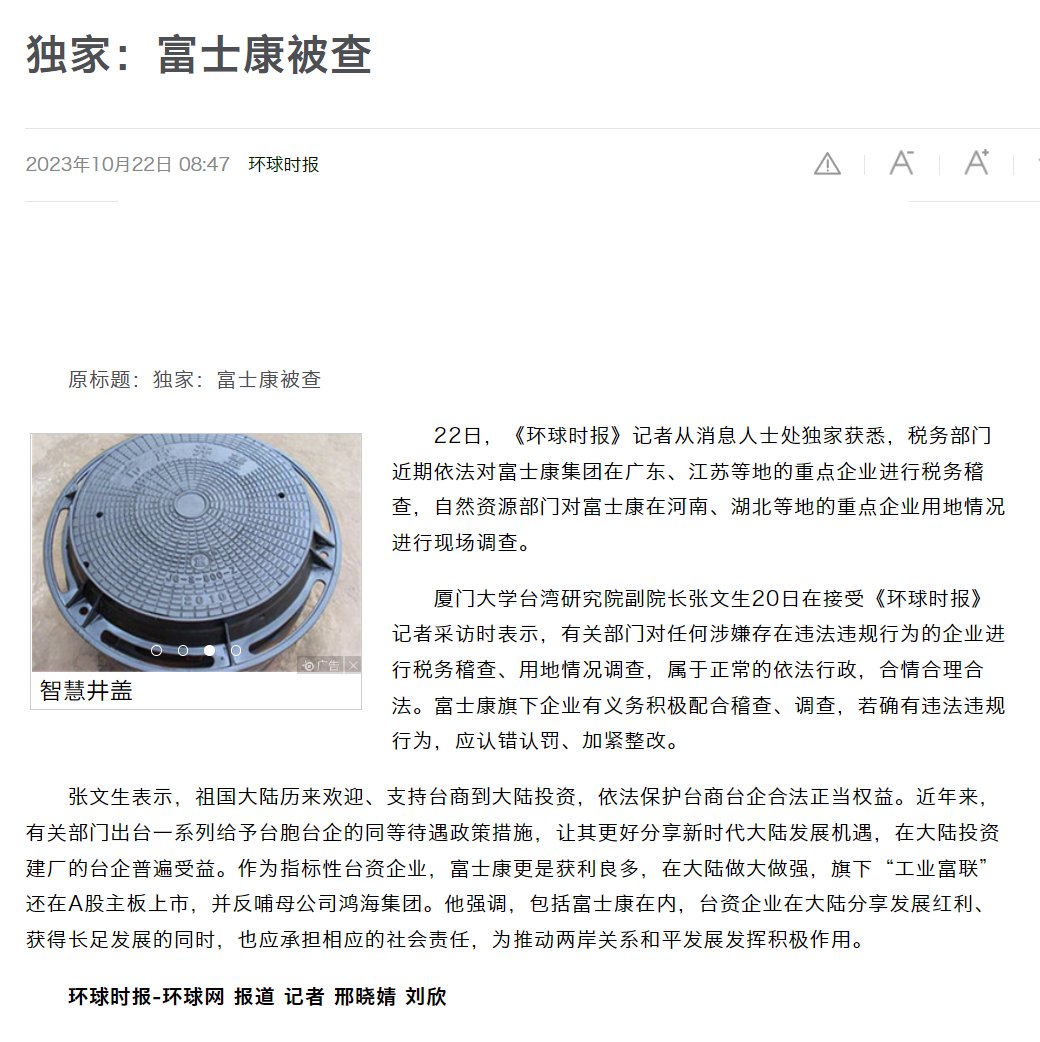 独家：富士康被查
2023年10月22日 08:47 环球时报
A-
A+
原标题：独家：富士康被查
22日，《环球时报》记者从消息人士处独家获悉，税务部门
近期依法对富士康集团在广东、江苏等地的重点企业进行税务稽
查，自然资源部门对富士康在河南、湖北等地的重点企业用地情况
进行现场调查。
广告
智慧井盖
厦门大学台湾研究院副院长张文生20日在接受《环球时报》
记者采访时表示，有关部门对任何涉嫌存在违法违规行为的企业进
行税务稽查、用地情况调查，属于正常的依法行政，合情合理合
法。富士康旗下企业有义务积极配合稽查、调查，若确有违法违规
行为，应认错认罚、加紧整改。
张文生表示，祖国大陆历来欢迎、支持台商到大陆投资，依法保护台商台企合法正当权益。近年来，
有关部门出台一系列给予台胞台企的同等待遇政策措施，让其更好分享新时代大陆发展机遇，在大陆投资
建厂的台企普遍受益。作为指标性台资企业，富士康更是获利良多，在大陆做大做强，旗下“工业富联”
还在A股主板上市，并反哺母公司鸿海集团。他强调，包括富士康在内，台资企业在大陆分享发展红利、
获得长足发展的同时，也应承担相应的社会责任，为推动两岸关系和平发展发挥积极作用。
环球时报-环球网 报道 记者 邢晓婧 刘欣